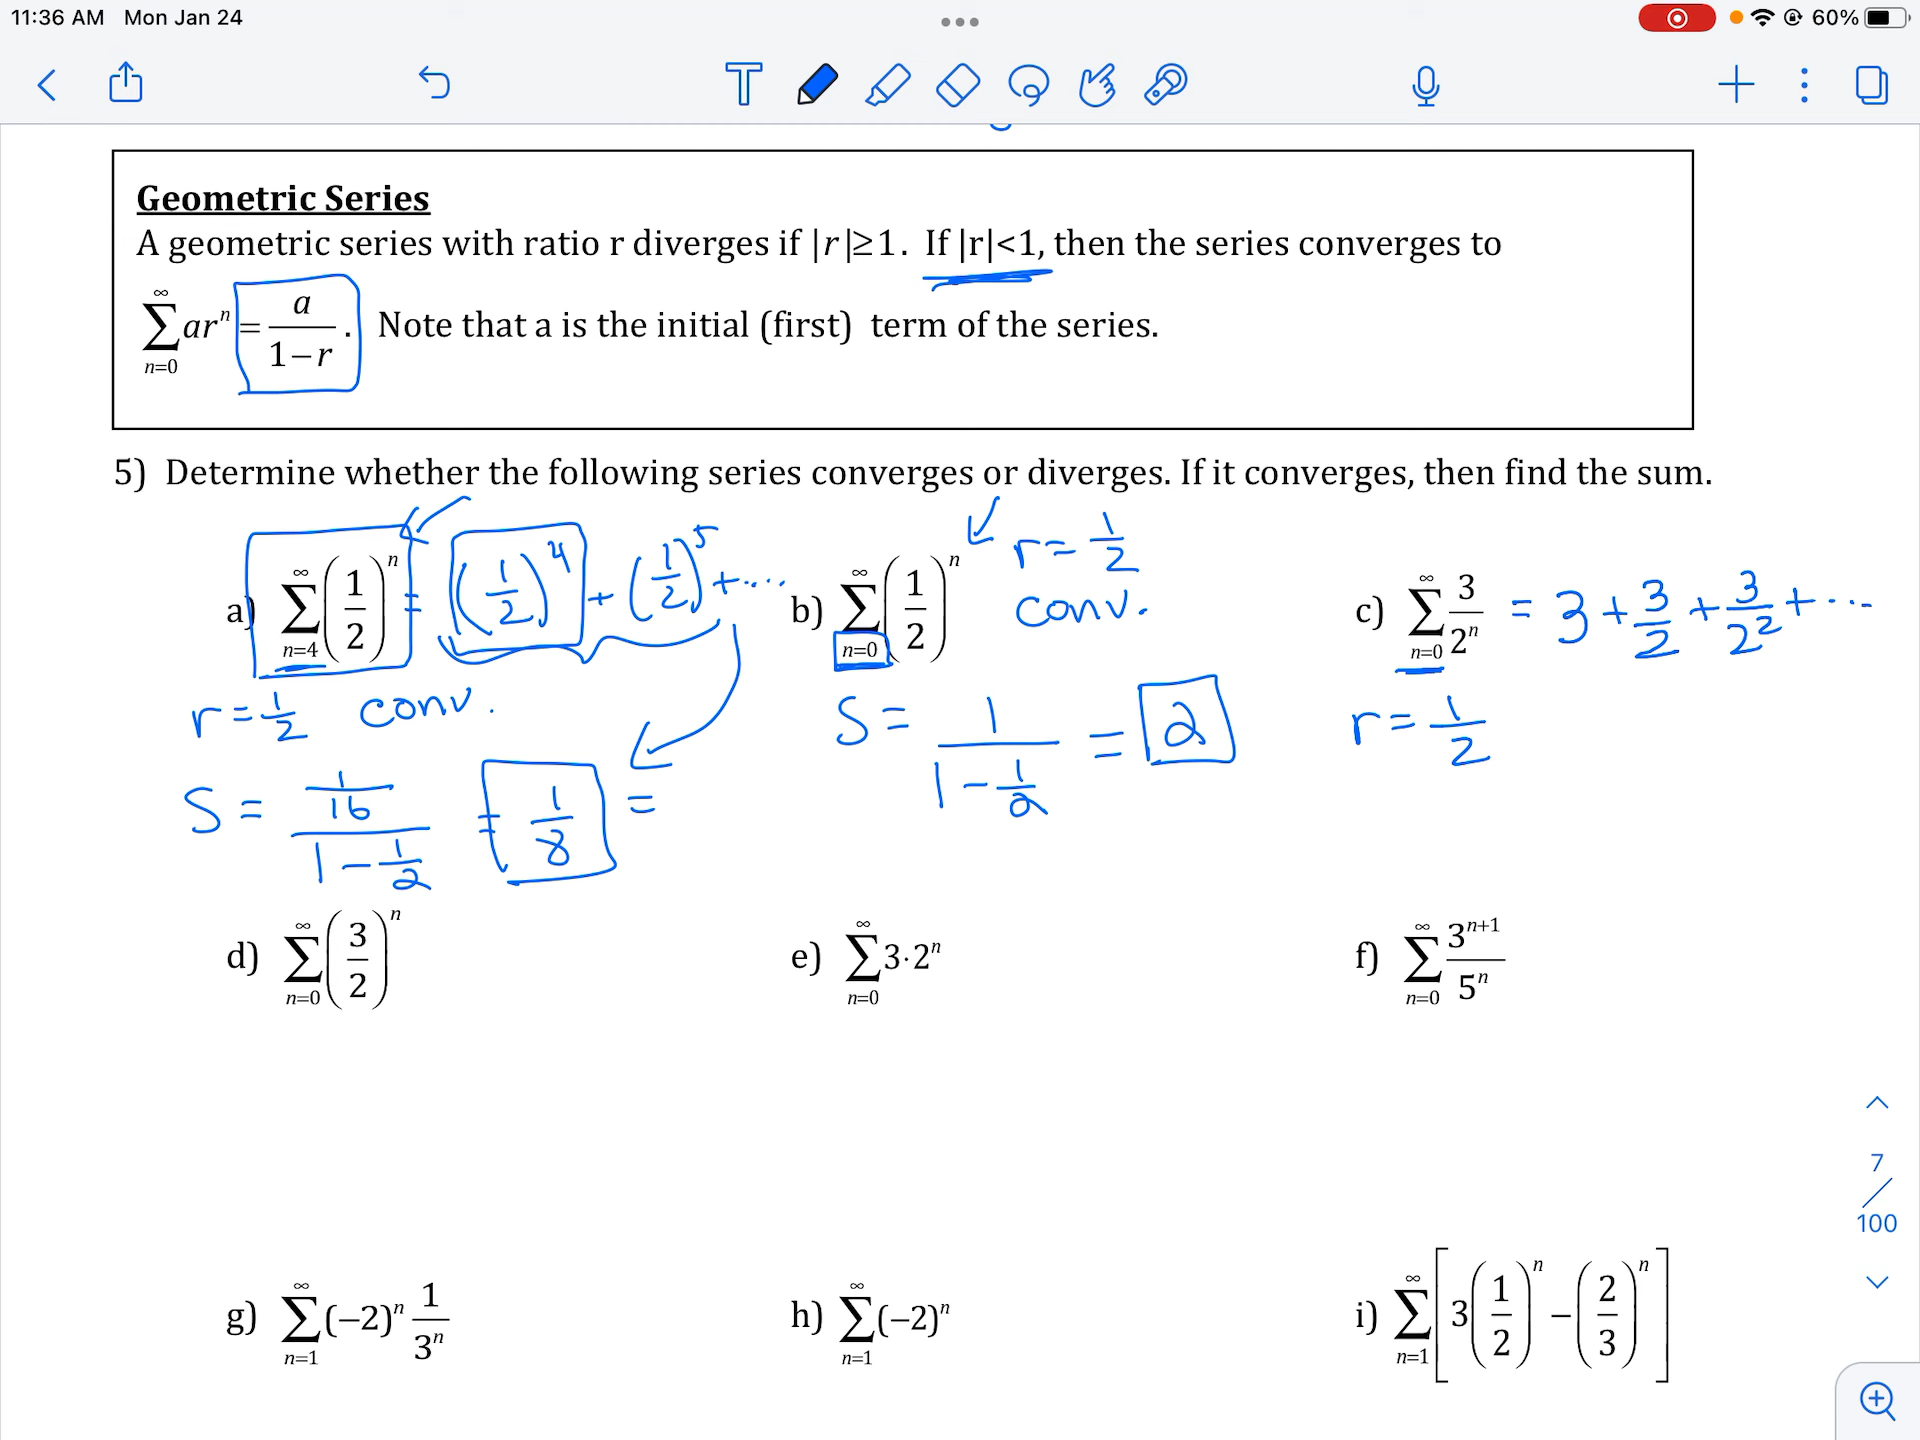 11:36 AM Mon Jan 24
60%
T
Geometric Series
A geometric series with ratio r diverges if |r|≥1. If |r|<1, then the series converges to
∑_{n=0}^{∞} ar^n = a/(1−r). Note that a is the initial (first) term of the series.
5) Determine whether the following series converges or diverges. If it converges, then find the sum.
a) ∑_{n=4}^{∞} (1/2)^n = (1/2)^4 + (1/2)^5 + ....
r = 1/2 conv.
S = (1/16)/(1 − 1/2) = 1/8 =
b) ∑_{n=0}^{∞} (1/2)^n r = 1/2
conv.
S = 1/(1 − 1/2) = 2
c) ∑_{n=0}^{∞} 3/2^n = 3 + 3/2 + 3/2^2 + ...
r = 1/2
d) ∑_{n=0}^{∞} (3/2)^n
e) ∑_{n=0}^{∞} 3·2^n
f) ∑_{n=0}^{∞} 3^{n+1}/5^n
g) ∑_{n=1}^{∞} (−2)^n 1/3^n
h) ∑_{n=1}^{∞} (−2)^n
i) ∑_{n=1}^{∞} [3(1/2)^n − (2/3)^n]
7
/
100